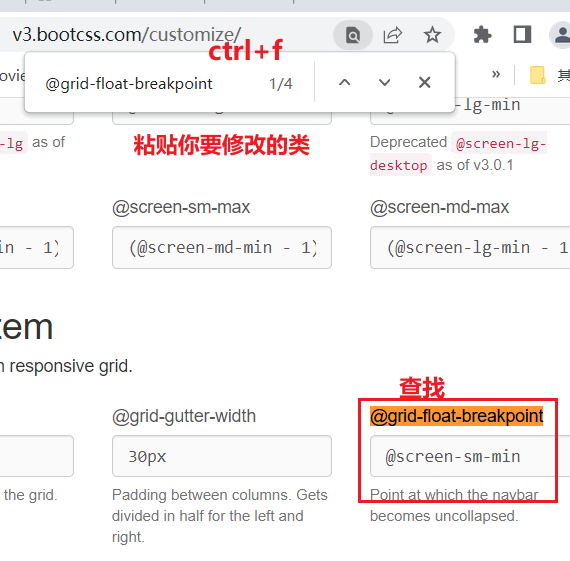 v3.bootcss.com/customize/
ctrl+f
@grid-float-breakpoint 1/4
»
-lg-min
-lg as of
粘贴你要修改的类
Deprecated @screen-lg-
desktop as of v3.0.1
@screen-sm-max @screen-md-max
in - 1) (@screen-md-min - 1) (@screen-lg-min - 1
tem
n responsive grid.
查找
@grid-gutter-width @grid-float-breakpoint
30px @screen-sm-min
the grid. Padding between columns. Gets Point at which the navbar
divided in half for the left and becomes uncollapsed.
right.